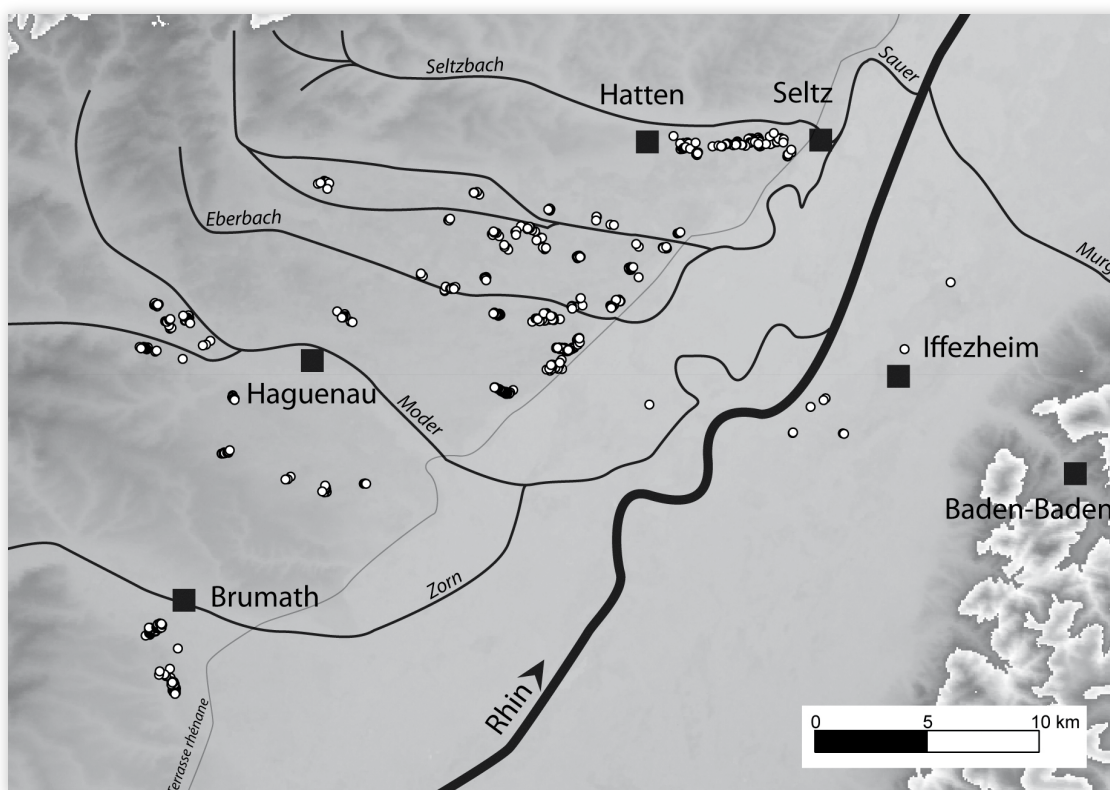 Seltzbach
Sauer
Hatten
Seltz
Eberbach
Murg
Iffezheim
Haguenau
Moder
Baden-Baden
Zorn
Brumath
Rhin
Terrasse rhénane
0 5 10 km